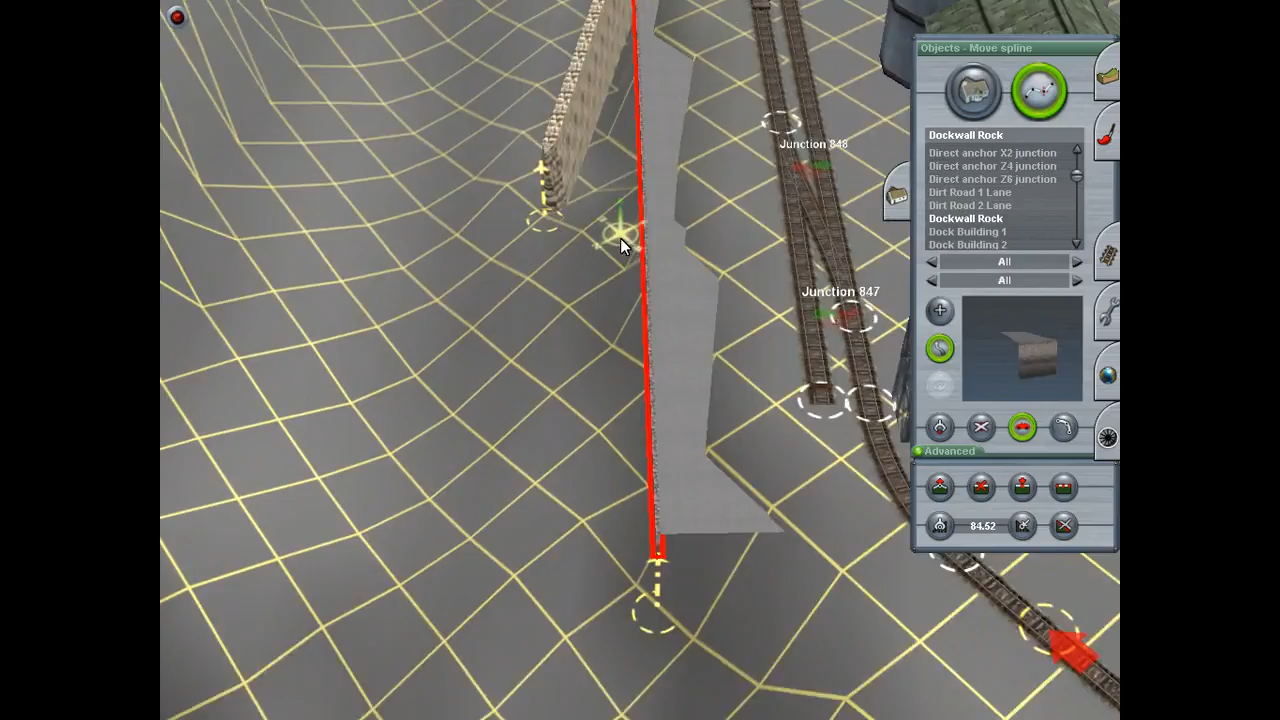 Objects - Move spline
Dockwall Rock
Direct anchor X2 junction
Direct anchor Z4 junction
Direct anchor Z6 junction
Dirt Road 1 Lane
Dirt Road 2 Lane
Dockwall Rock
Dock Building 1
Dock Building 2
All
All
Advanced
84.52
Junction 848
Junction 847